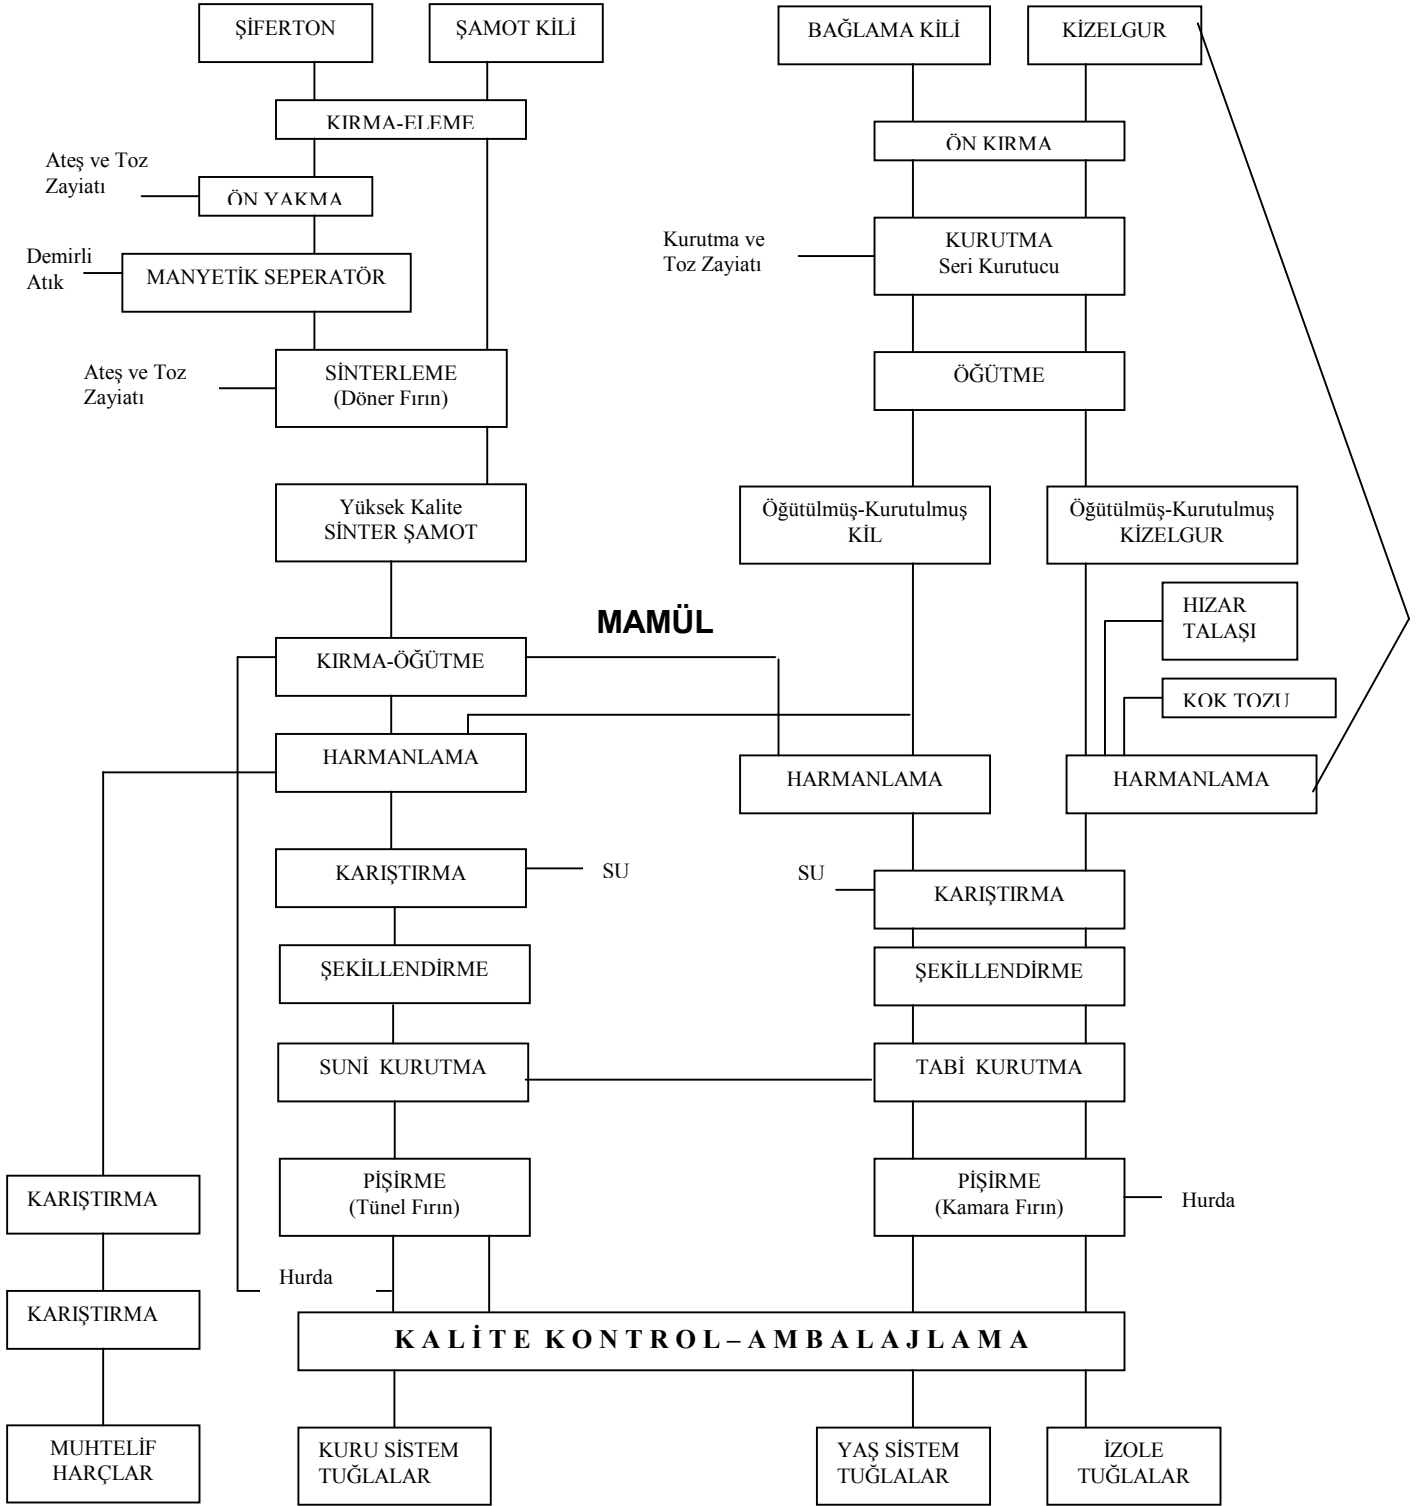 ŞİFERTON
ŞAMOT KİLİ
BAĞLAMA KİLİ
KİZELGUR
KIRMA-ELEME
ÖN KIRMA
Ateş ve Toz
Zayiatı
ÖN YAKMA
Kurutma ve
Toz Zayiatı
KURUTMA
Seri Kurutucu
Demirli
Atık
MANYETİK SEPERATÖR
Ateş ve Toz
Zayiatı
SİNTERLEME
(Döner Fırın)
ÖĞÜTME
Yüksek Kalite
SİNTER ŞAMOT
Öğütülmüş-Kurutulmuş
KİL
Öğütülmüş-Kurutulmuş
KİZELGUR
HIZAR
TALAŞI
MAMÜL
KIRMA-ÖĞÜTME
KOK TOZU
HARMANLAMA
HARMANLAMA
HARMANLAMA
KARIŞTIRMA
SU
SU
KARIŞTIRMA
ŞEKİLLENDİRME
ŞEKİLLENDİRME
SUNİ KURUTMA
TABİ KURUTMA
KARIŞTIRMA
PİŞİRME
(Tünel Fırın)
PİŞİRME
(Kamara Fırın)
Hurda
Hurda
KARIŞTIRMA
KALİTE KONTROL–AMBALAJLAMA
MUHTELİF
HARÇLAR
KURU SİSTEM
TUĞLALAR
YAŞ SİSTEM
TUĞLALAR
İZOLE
TUĞLALAR